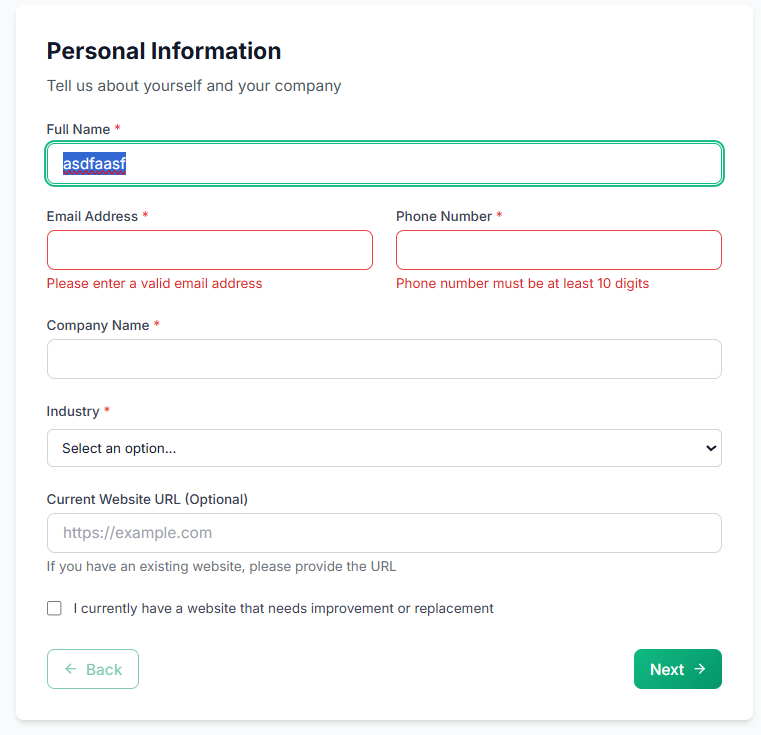 Personal Information
Tell us about yourself and your company
Full Name *
asdfaasf
Email Address * Phone Number *
Please enter a valid email address Phone number must be at least 10 digits
Company Name *
Industry *
Select an option...
Current Website URL (Optional)
https://example.com
If you have an existing website, please provide the URL
I currently have a website that needs improvement or replacement
← Back Next →